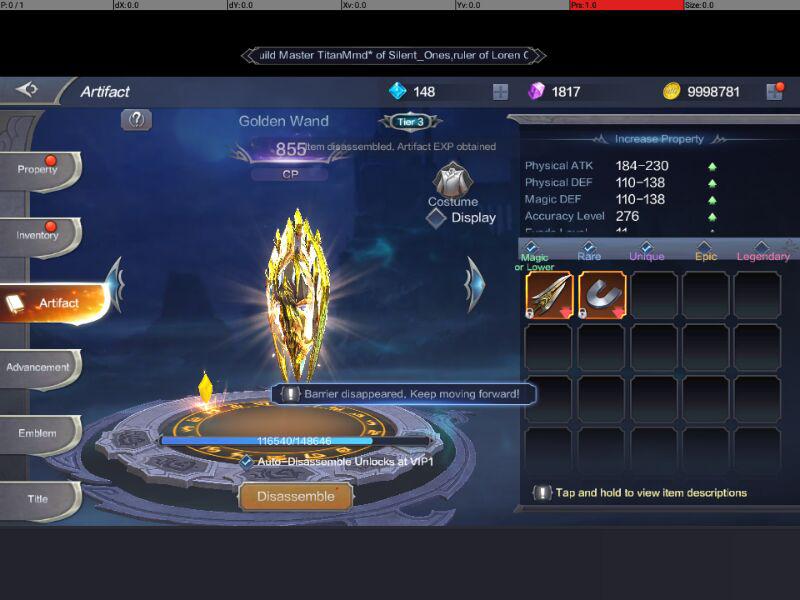 P: 0 / 1
dX: 0.0
dY: 0.0
Xv: 0.0
Yv: 0.0
Prs: 1.0
Size: 0.0
uild Master TitanMmd* of Silent_Ones,ruler of Loren C
Artifact
148
1817
9998781
Golden Wand
Tier 3
855
CP
Item disassembled. Artifact EXP obtained
Costume
Display
Increase Property
Physical ATK 184-230
Physical DEF 110-138
Magic DEF 110-138
Accuracy Level 276
Evade Level 11
Property
Inventory
Artifact
Advancement
Emblem
Title
Magic or Lower
Rare
Unique
Epic
Legendary
Barrier disappeared. Keep moving forward!
116540/148646
Auto-Disassemble Unlocks at VIP1
Disassemble
Tap and hold to view item descriptions